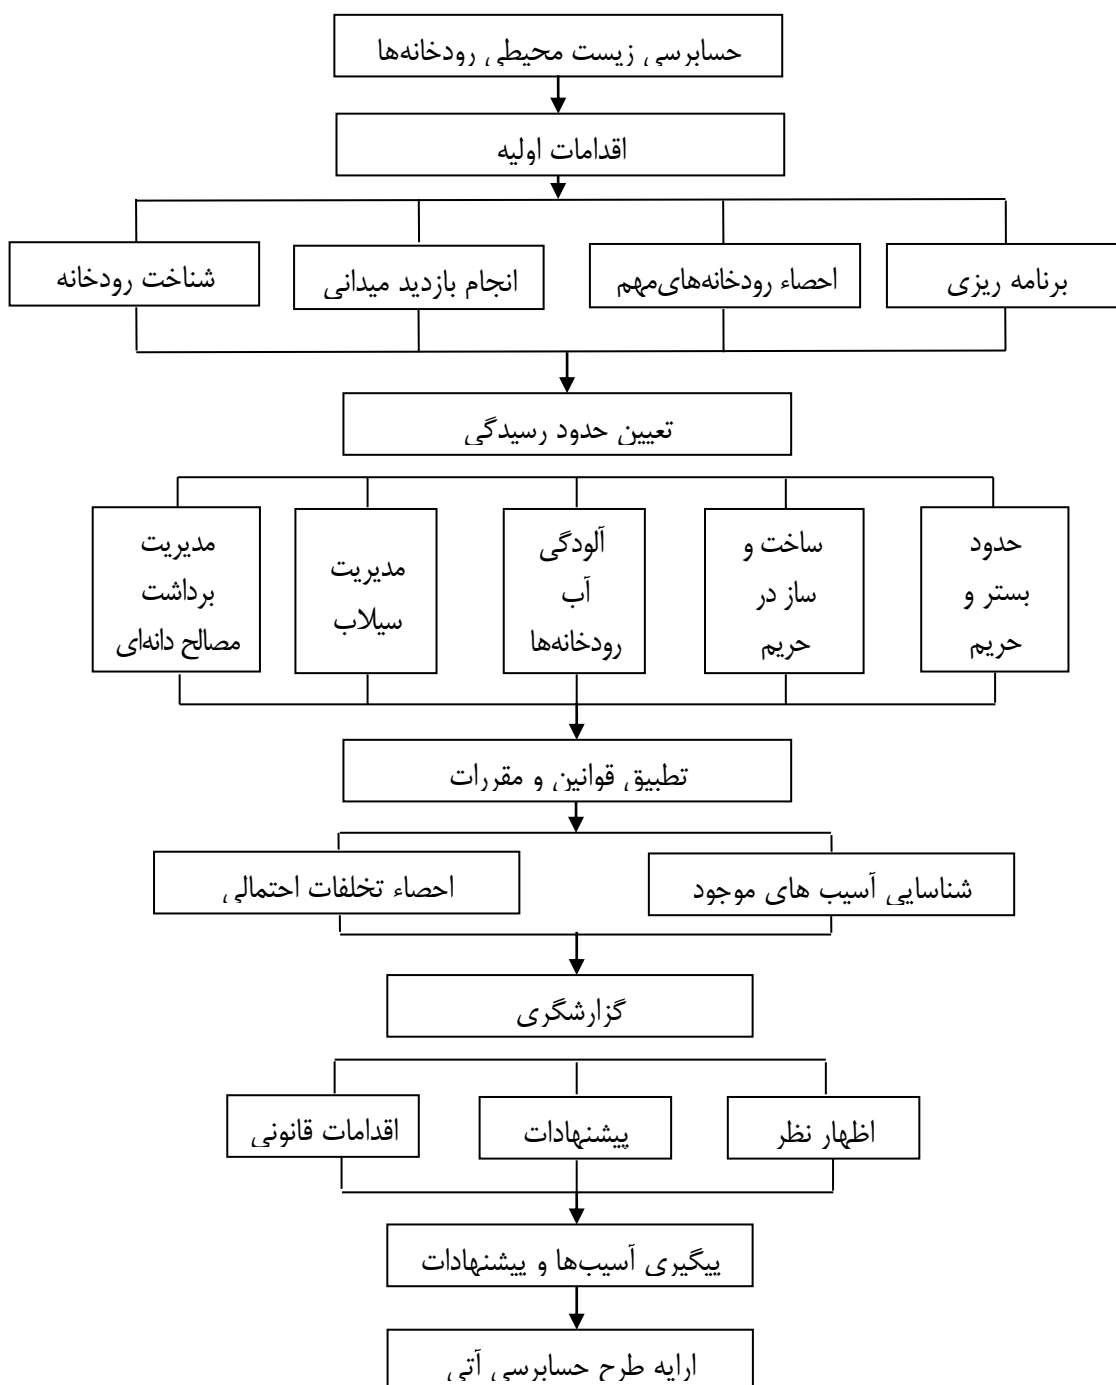 حسابرسی زیست محیطی رودخانه‌ها
اقدامات اولیه
برنامه ریزی
احصاء رودخانه‌های‌مهم
انجام بازدید میدانی
شناخت رودخانه
تعیین حدود رسیدگی
حدود
بستر و
حریم
ساخت و
ساز در
حریم
آلودگی
آب
رودخانه‌ها
مدیریت
سیلاب
مدیریت
برداشت
مصالح دانه‌ای
تطبیق قوانین و مقررات
شناسایی آسیب های موجود
احصاء تخلفات احتمالی
گزارشگری
اظهار نظر
پیشنهادات
اقدامات قانونی
پیگیری آسیب‌ها و پیشنهادات
ارایه طرح حسابرسی آتی